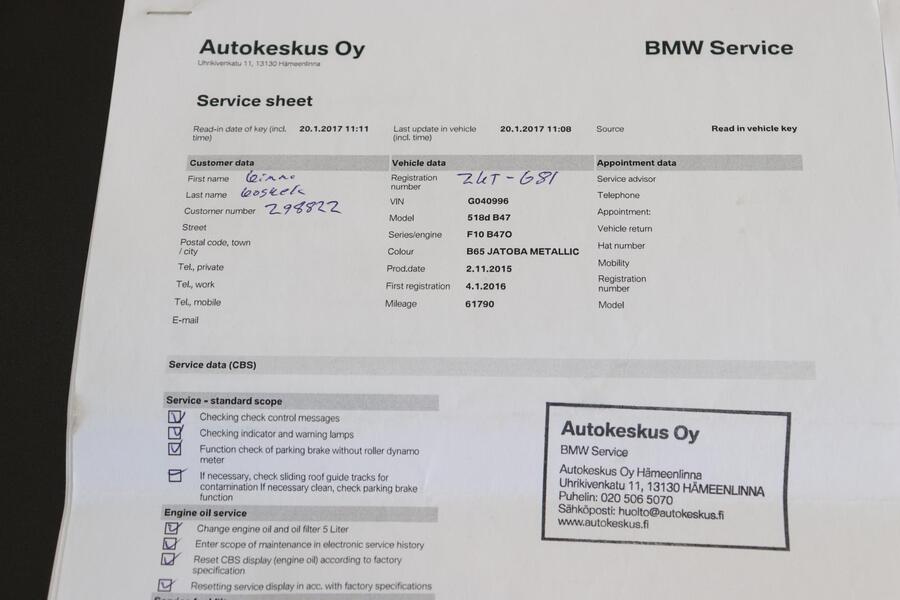 Autokeskus Oy
BMW Service
Uhrikivenkatu 11, 13130 Hämeenlinna
Service sheet
Read-in date of key (incl. time) 20.1.2017 11:11
Last update in vehicle (incl. time) 20.1.2017 11:08
Source Read in vehicle key
Customer data
First name
Last name
Customer number 298822
Street
Postal code, town / city
Tel., private
Tel., work
Tel., mobile
E-mail
Vehicle data
Registration number ZKT-681
VIN G040996
Model 518d B47
Series/engine F10 B47O
Colour B65 JATOBA METALLIC
Prod.date 2.11.2015
First registration 4.1.2016
Mileage 61790
Appointment data
Service advisor
Telephone
Appointment:
Vehicle return
Hat number
Mobility
Registration number
Model
Service data (CBS)
Service - standard scope
Checking check control messages
Checking indicator and warning lamps
Function check of parking brake without roller dynamo
meter
If necessary, check sliding roof guide tracks for
contamination If necessary clean, check parking brake
function
Engine oil service
Change engine oil and oil filter 5 Liter
Enter scope of maintenance in electronic service history
Reset CBS display (engine oil) according to factory
specification
Resetting service display in acc. with factory specifications
Autokeskus Oy
BMW Service
Autokeskus Oy Hämeenlinna
Uhrikivenkatu 11, 13130 HÄMEENLINNA
Puhelin: 020 506 5070
Sähköposti: huolto@autokeskus.fi
www.autokeskus.fi